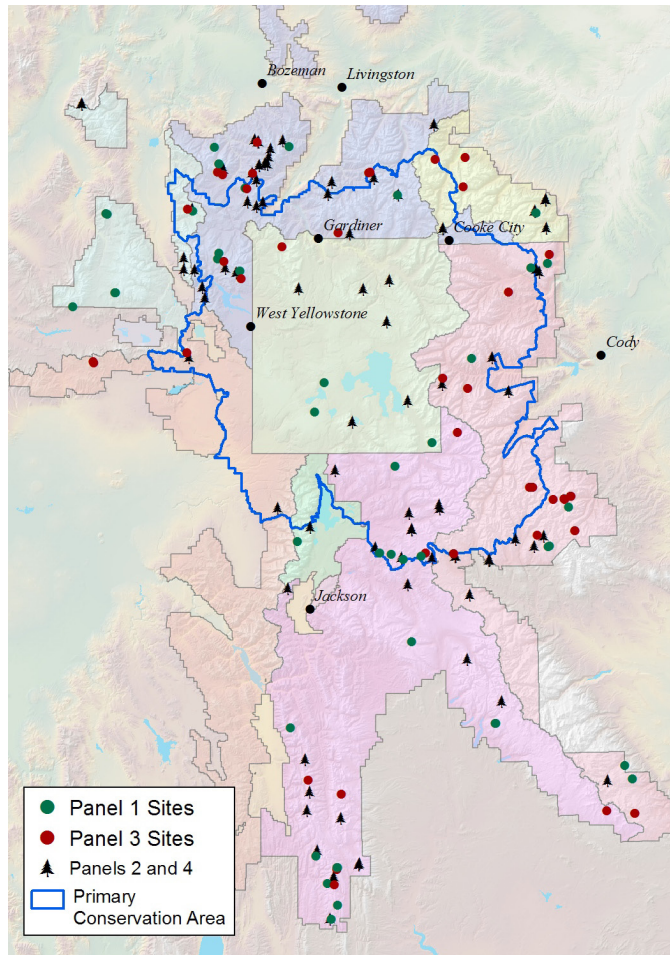 Bozeman
Livingston
Gardiner
Cooke City
West Yellowstone
Cody
Jackson
Panel 1 Sites
Panel 3 Sites
Panels 2 and 4
Primary
Conservation Area